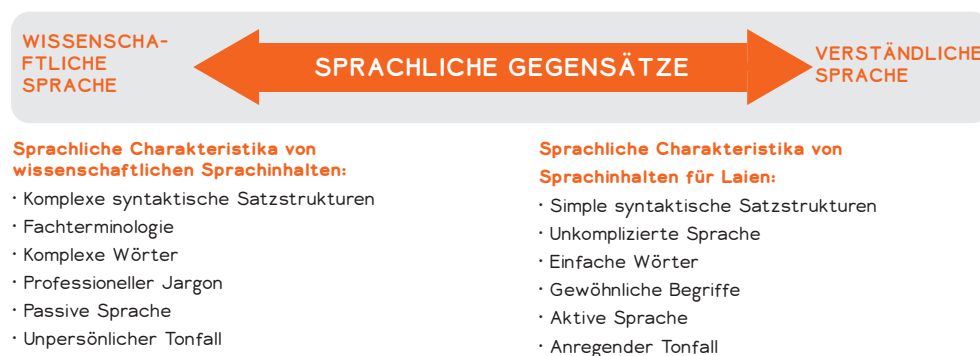 WISSENSCHA-
FTLICHE
SPRACHE
SPRACHLICHE GEGENSÄTZE
VERSTÄNDLICHE
SPRACHE
Sprachliche Charakteristika von
wissenschaftlichen Sprachinhalten:
· Komplexe syntaktische Satzstrukturen
· Fachterminologie
· Komplexe Wörter
· Professioneller Jargon
· Passive Sprache
· Unpersönlicher Tonfall
Sprachliche Charakteristika von
Sprachinhalten für Laien:
· Simple syntaktische Satzstrukturen
· Unkomplizierte Sprache
· Einfache Wörter
· Gewöhnliche Begriffe
· Aktive Sprache
· Anregender Tonfall